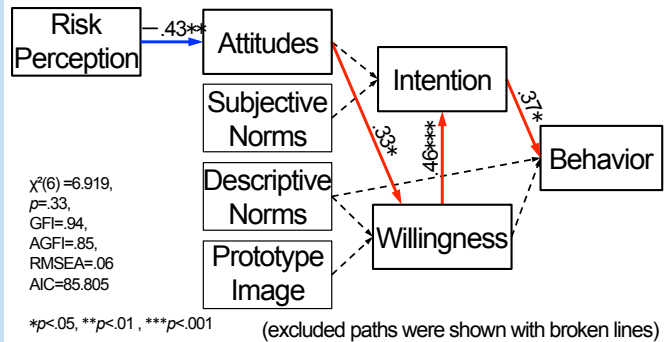 Risk
Perception
—.43**
Attitudes
Subjective
Norms
Descriptive
Norms
Prototype
Image
Intention
.33*
.46***
.37*
Willingness
Behavior
χ²(6) =6.919,
p=.33,
GFI=.94,
AGFI=.85,
RMSEA=.06
AIC=85.805
*p<.05, **p<.01 , ***p<.001
(excluded paths were shown with broken lines)